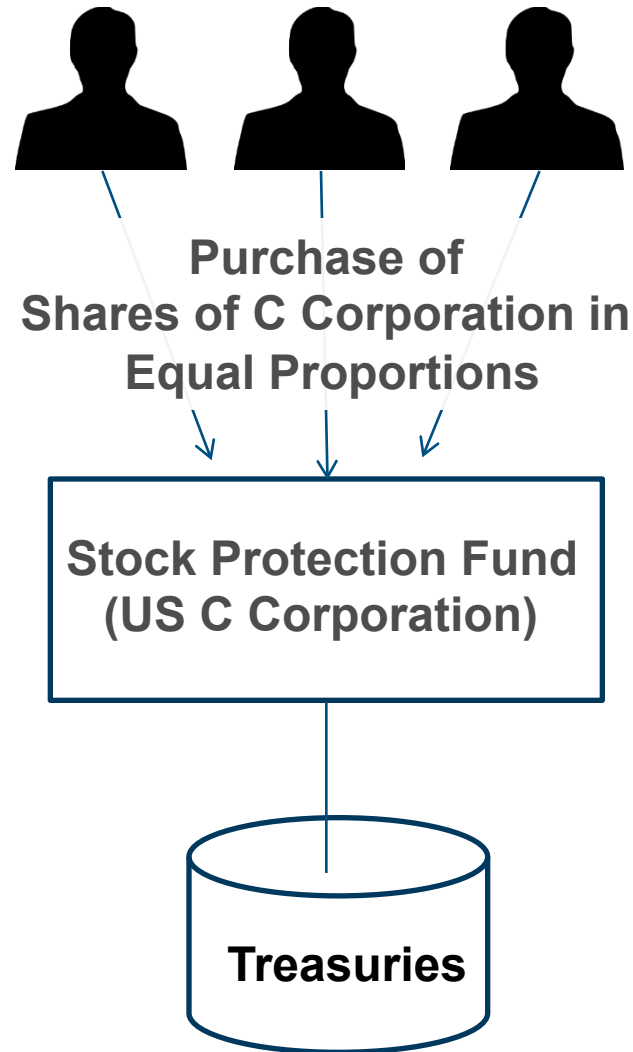 Purchase of
Shares of C Corporation in
Equal Proportions
Stock Protection Fund
(US C Corporation)
Treasuries